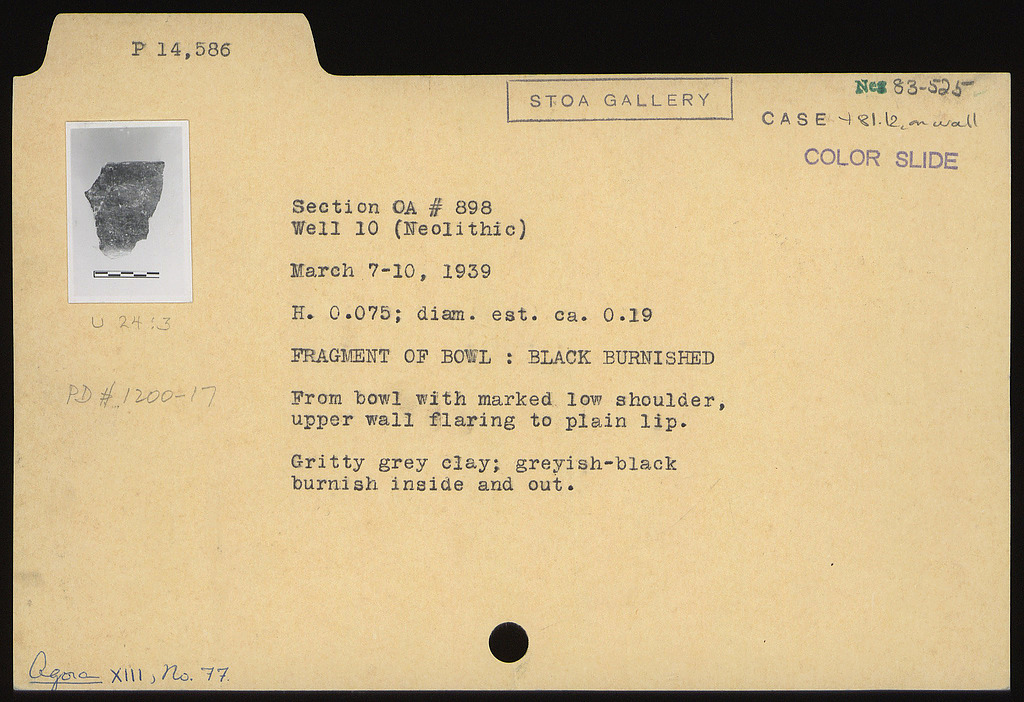 P 14,586
STOA GALLERY
Neg 83-525
CASE 81.12, on wall
COLOR SLIDE
Section OA # 898
Well 10 (Neolithic)
March 7-10, 1939
H. 0.075; diam. est. ca. 0.19
FRAGMENT OF BOWL : BLACK BURNISHED
From bowl with marked low shoulder,
upper wall flaring to plain lip.
Gritty grey clay; greyish-black
burnish inside and out.
U 24:3
PD # 1200-17
Agora XIII, No. 77.